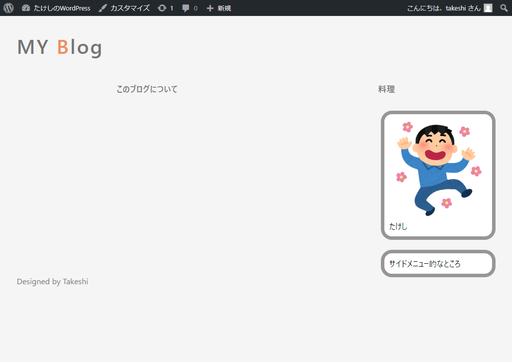 たけしのWordPress カスタマイズ 1 0 新規 こんにちは、takeshi さん
MY Blog
このブログについて 料理
たけし
サイドメニュー的なところ
Designed by Takeshi